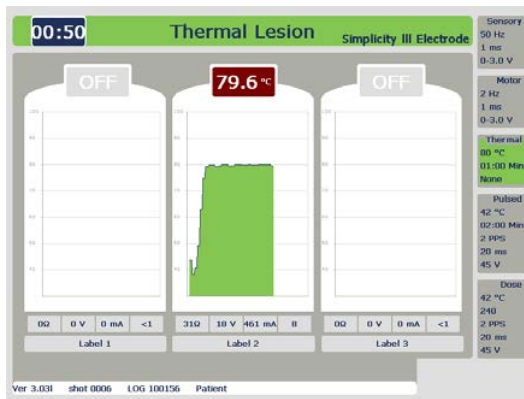 00:50
Thermal Lesion
Simplicity III Electrode
OFF
79.6 °C
OFF
0Ω 0 V 0 mA <1
31Ω 18 V 461 mA 8
0Ω 0 V 0 mA <1
Label 1
Label 2
Label 3
Ver 3.03l shot 0006 LOG 100156 Patient
Sensory
50 Hz
1 ms
0-3.0 V
Motor
2 Hz
1 ms
0-3.0 V
Thermal
80 °C
01:00 Min
None
Pulsed
42 °C
02:00 Min
2 PPS
20 ms
45 V
Dose
42 °C
240
2 PPS
20 ms
45 V